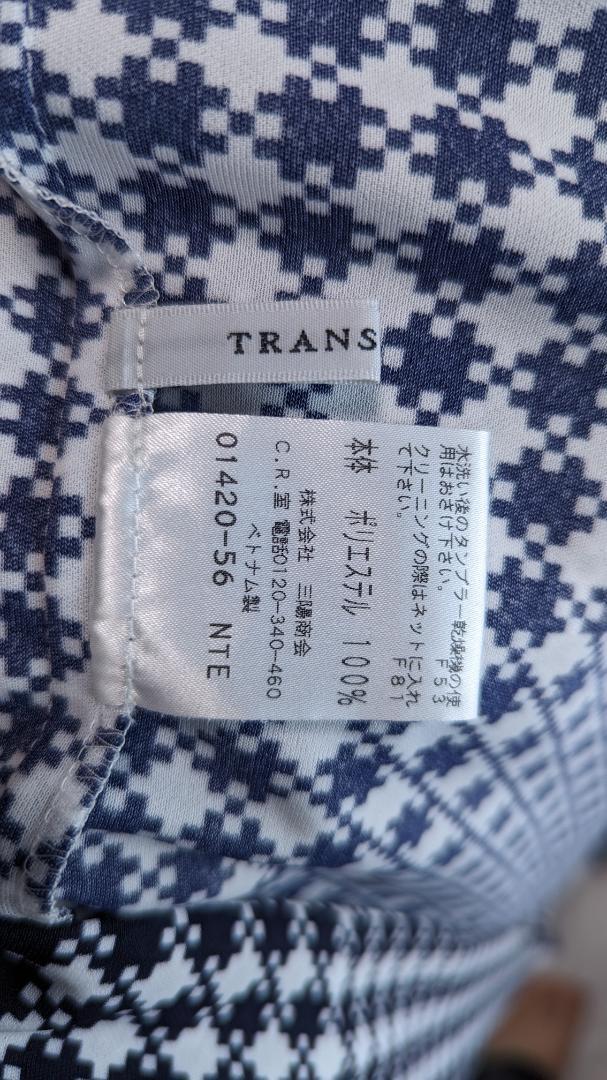 TRANS
水洗い後のタンブラー乾燥機の使
用はおさけ下さい。 F53
クリーニングの際はネットに入れ
て下さい。 F81
本体 ポリエステル 100%
株式会社 三陽商会
C.R.室 電話0120-340-460
ベトナム製
01420-56 NTE